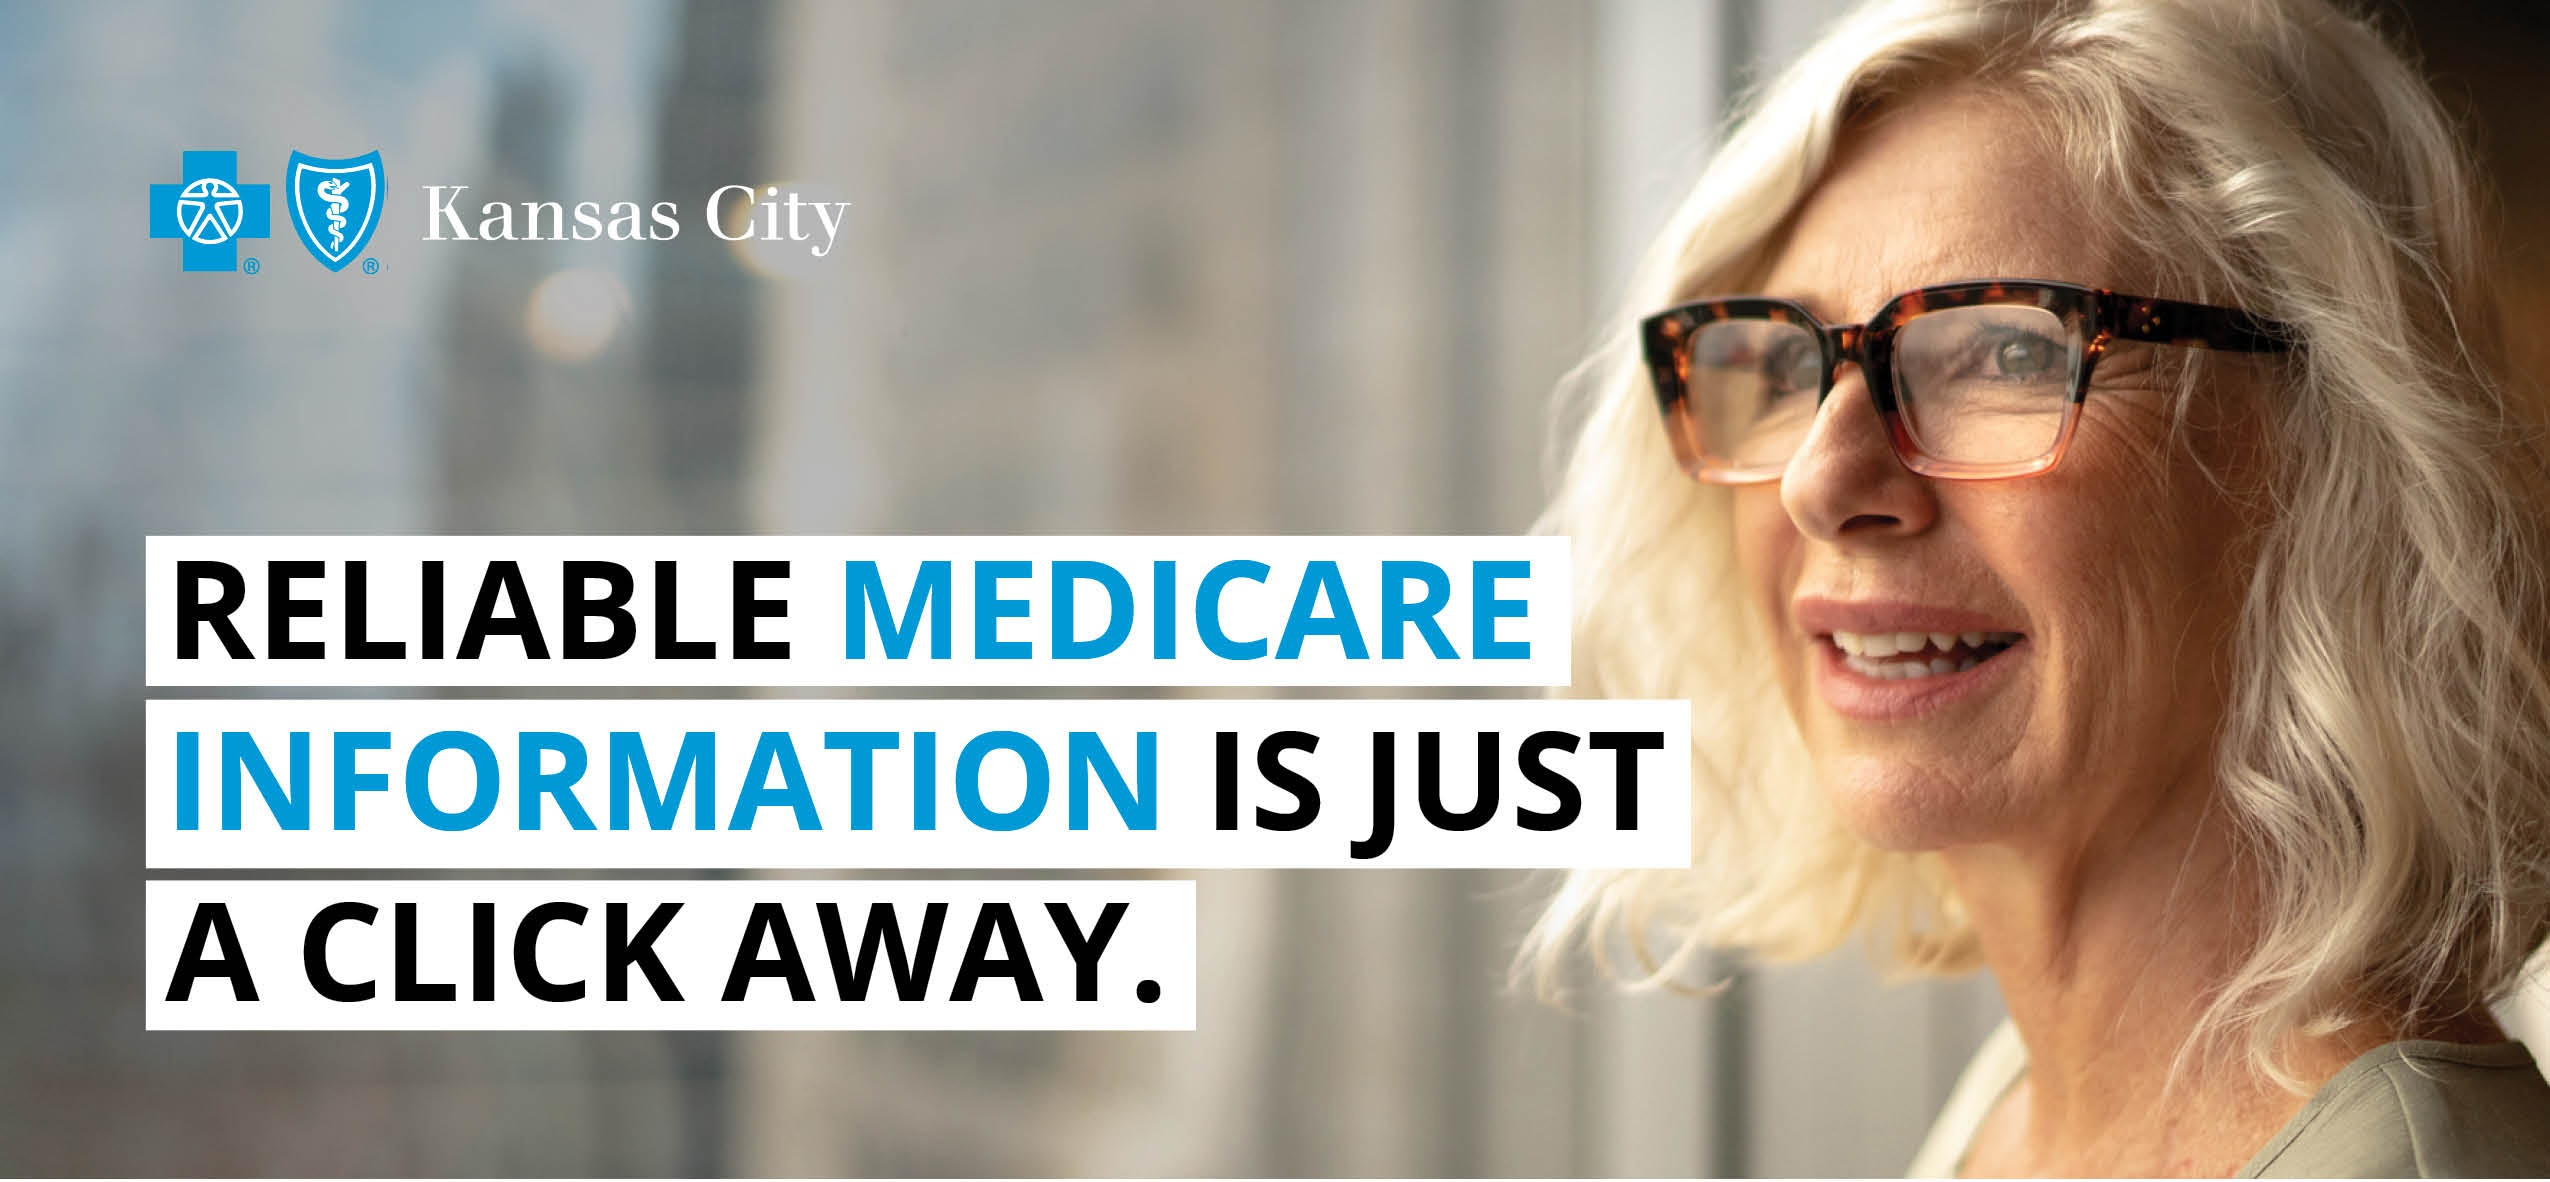 ® ® Kansas City
RELIABLE MEDICARE
INFORMATION IS JUST
A CLICK AWAY.